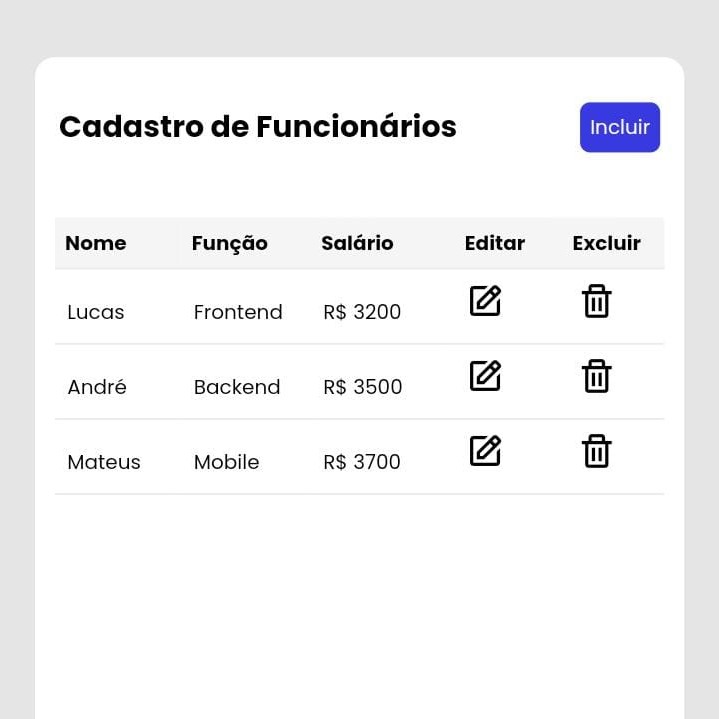 Cadastro de Funcionários Incluir
Nome Função Salário Editar Excluir
Lucas Frontend R$ 3200
André Backend R$ 3500
Mateus Mobile R$ 3700